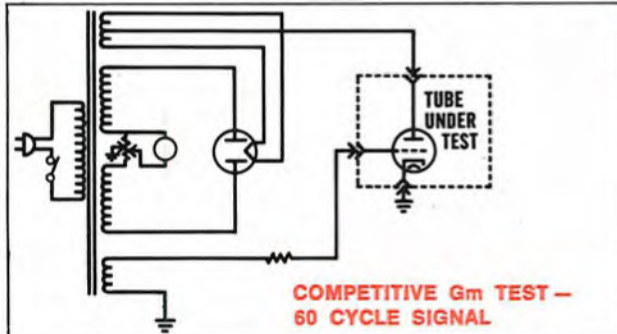 TUBE
UNDER
TEST
COMPETITIVE Gm TEST —
60 CYCLE SIGNAL